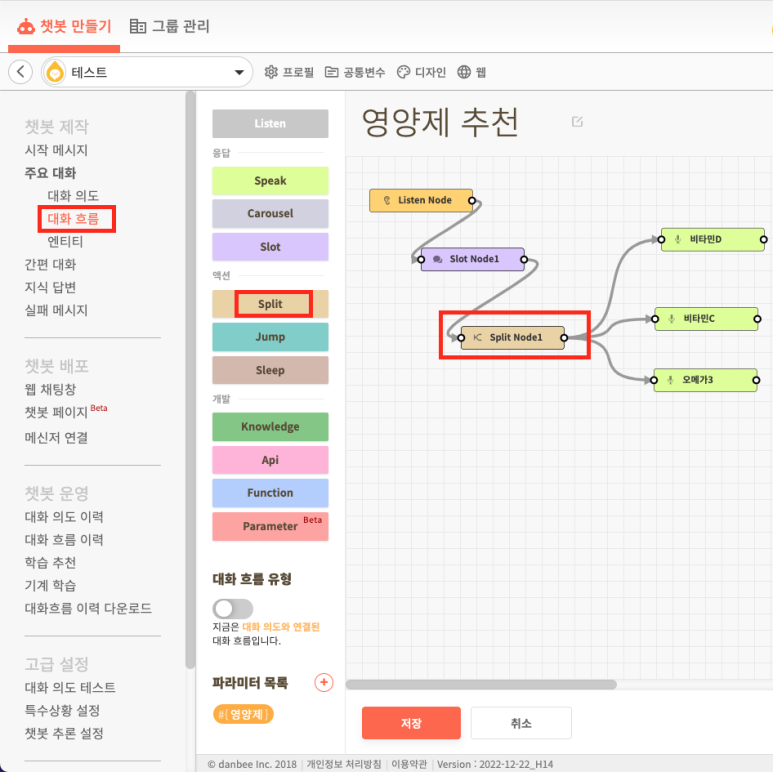 챗봇 만들기
그룹 관리
테스트
프로필
공통변수
디자인
웹
챗봇 제작
시작 메시지
주요 대화
대화 의도
대화 흐름
엔티티
간편 대화
지식 답변
실패 메시지
챗봇 배포
웹 채팅창
챗봇 페이지 Beta
메신저 연결
챗봇 운영
대화 의도 이력
대화 흐름 이력
학습 추천
기계 학습
대화흐름 이력 다운로드
고급 설정
대화 의도 테스트
특수상황 설정
챗봇 추론 설정
Listen
응답
Speak
Carousel
Slot
액션
Split
Jump
Sleep
개발
Knowledge
Api
Function
Parameter Beta
대화 흐름 유형
지금은 대화 의도와 연결된
대화 흐름입니다.
파라미터 목록
#{영양제}
영양제 추천
Listen Node
Slot Node1
Split Node1
비타민D
비타민C
오메가3
저장
취소
© danbee Inc. 2018 | 개인정보 처리방침 | 이용약관 | Version : 2022-12-22_H14